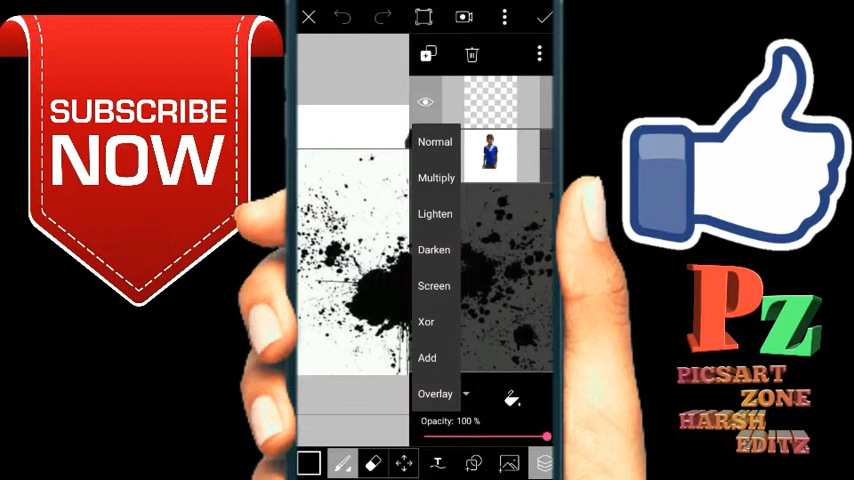 SUBSCRIBE
NOW
Normal
Multiply
Lighten
Darken
Screen
Xor
Add
Overlay
Opacity: 100 %
T
PZ
PICSART
ZONE
HARSH
EDITZ